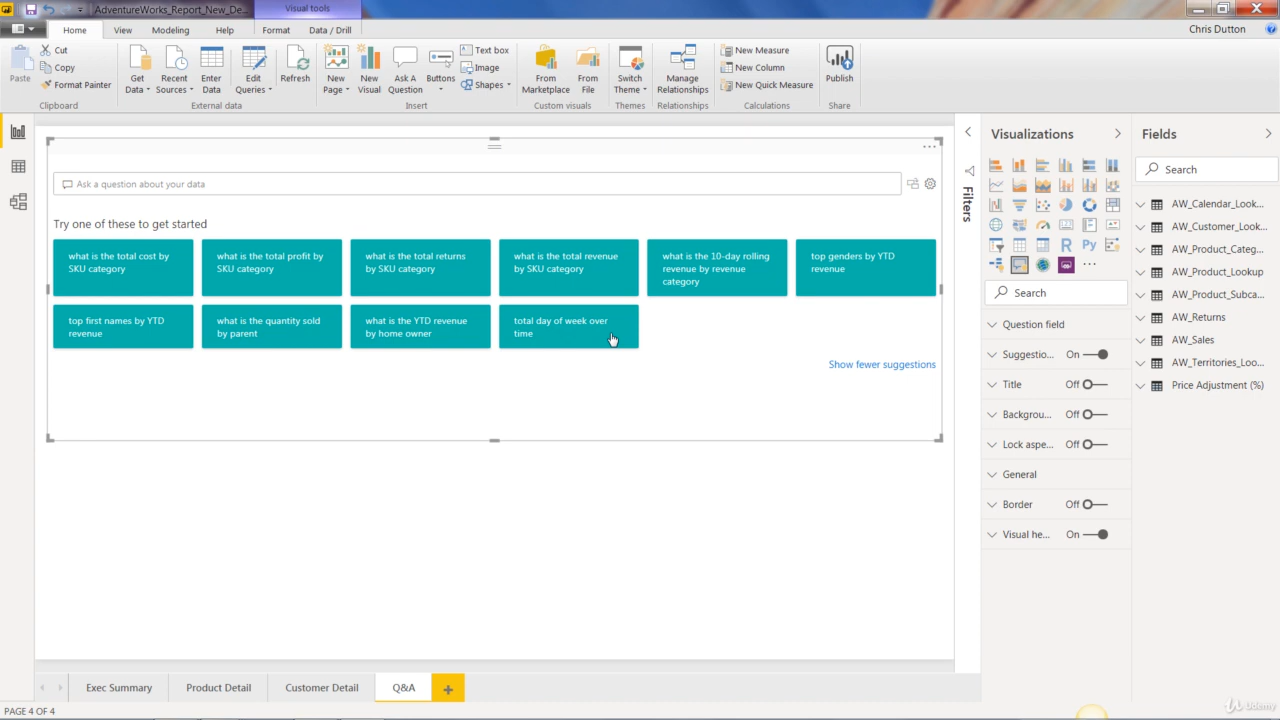 AdventureWorks_Report_New_De...
Visual tools
Home
View
Modeling
Help
Format
Data / Drill
Chris Dutton
Paste
Cut
Copy
Format Painter
Clipboard
Get
Data
Recent
Sources
Enter
Data
Edit
Queries
Refresh
External data
New
Page
New
Visual
Ask A
Question
Buttons
Text box
Image
Shapes
Insert
From
Marketplace
From
File
Custom visuals
Switch
Theme
Themes
Manage
Relationships
Relationships
New Measure
New Column
New Quick Measure
Calculations
Publish
Share
Ask a question about your data
Try one of these to get started
what is the total cost by
SKU category
what is the total profit by
SKU category
what is the total returns
by SKU category
what is the total revenue
by SKU category
what is the 10-day rolling
revenue by revenue
category
top genders by YTD
revenue
top first names by YTD
revenue
what is the quantity sold
by parent
what is the YTD revenue
by home owner
total day of week over
time
Show fewer suggestions
Filters
Visualizations
R
Py
Search
Question field
Suggestio... On
Title Off
Backgrou... Off
Lock aspe... Off
General
Border Off
Visual he... On
Fields
Search
AW_Calendar_Look...
AW_Customer_Look...
AW_Product_Categ...
AW_Product_Lookup
AW_Product_Subca...
AW_Returns
AW_Sales
AW_Territories_Loo...
Price Adjustment (%)
Exec Summary
Product Detail
Customer Detail
Q&A
PAGE 4 OF 4
Udemy